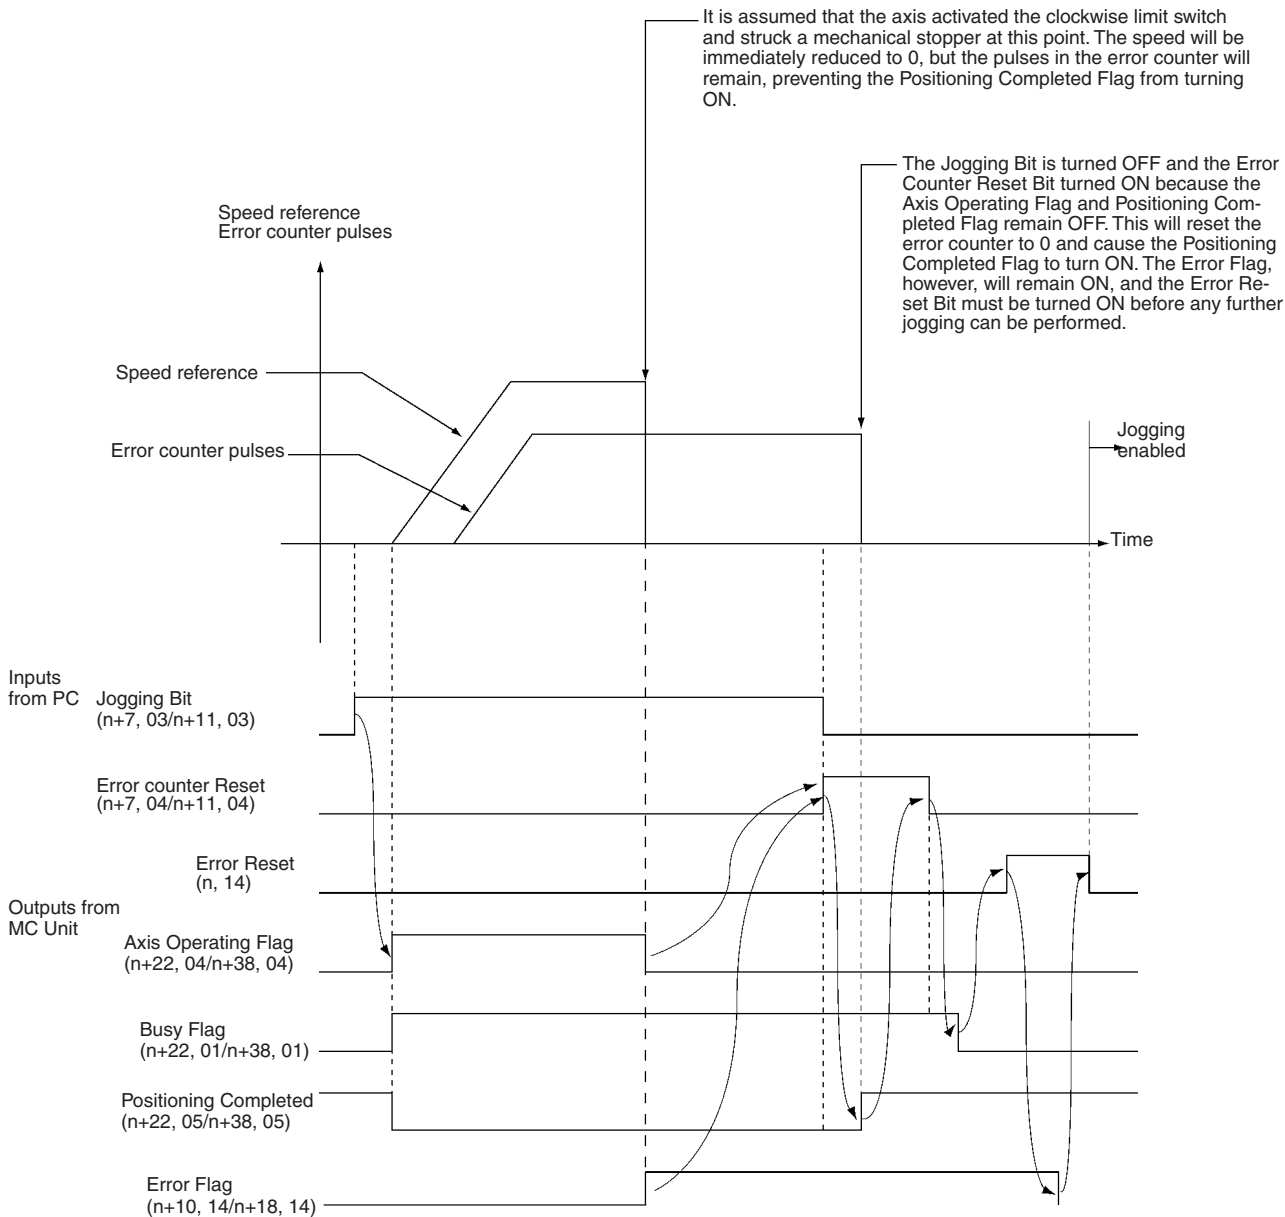 It is assumed that the axis activated the clockwise limit switch
and struck a mechanical stopper at this point. The speed will be
immediately reduced to 0, but the pulses in the error counter will
remain, preventing the Positioning Completed Flag from turning
ON.
The Jogging Bit is turned OFF and the Error
Counter Reset Bit turned ON because the
Axis Operating Flag and Positioning Com-
pleted Flag remain OFF. This will reset the
error counter to 0 and cause the Positioning
Completed Flag to turn ON. The Error Flag,
however, will remain ON, and the Error Re-
set Bit must be turned ON before any further
jogging can be performed.
Speed reference
Error counter pulses
Speed reference
Error counter pulses
Jogging
enabled
Time
Inputs
from PC
Jogging Bit
(n+7, 03/n+11, 03)
Error counter Reset
(n+7, 04/n+11, 04)
Error Reset
(n, 14)
Outputs from
MC Unit
Axis Operating Flag
(n+22, 04/n+38, 04)
Busy Flag
(n+22, 01/n+38, 01)
Positioning Completed
(n+22, 05/n+38, 05)
Error Flag
(n+10, 14/n+18, 14)